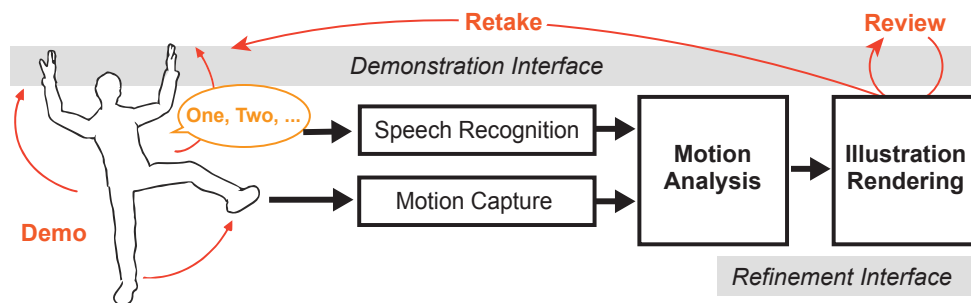 Retake
Review
Demonstration Interface
One, Two, ...
Speech Recognition
Motion
Analysis
Illustration
Rendering
Motion Capture
Demo
Refinement Interface